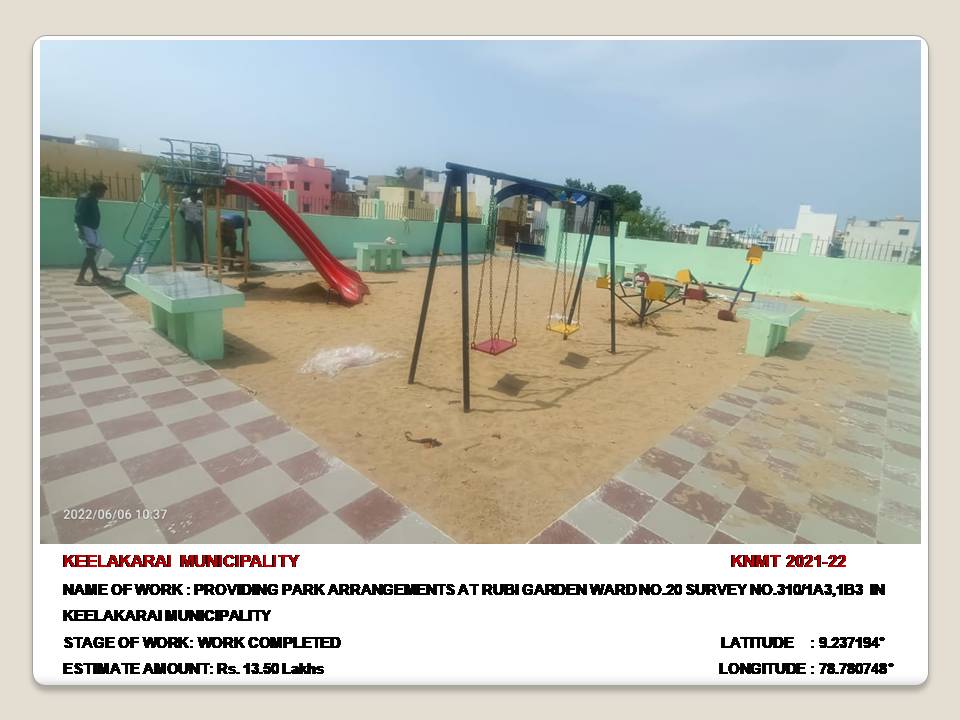 2022/06/06 10:37
KEELAKARAI MUNICIPALITY KNMT 2021-22
NAME OF WORK : PROVIDING PARK ARRANGEMENTS AT RUBI GARDEN WARD NO.20 SURVEY NO.310/1A3,1B3 IN
KEELAKARAI MUNICIPALITY
STAGE OF WORK: WORK COMPLETED LATITUDE : 9.237194°
ESTIMATE AMOUNT: Rs. 13.50 Lakhs LONGITUDE : 78.780748°